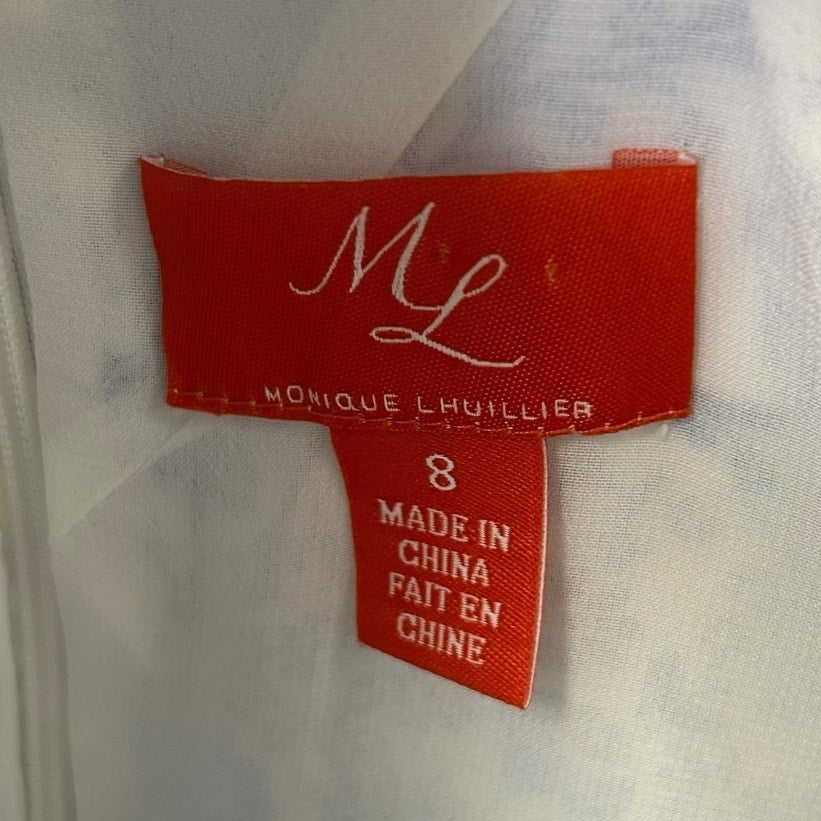 ML
MONIQUE LHUILLIER
8
MADE IN
CHINA
FAIT EN
CHINE